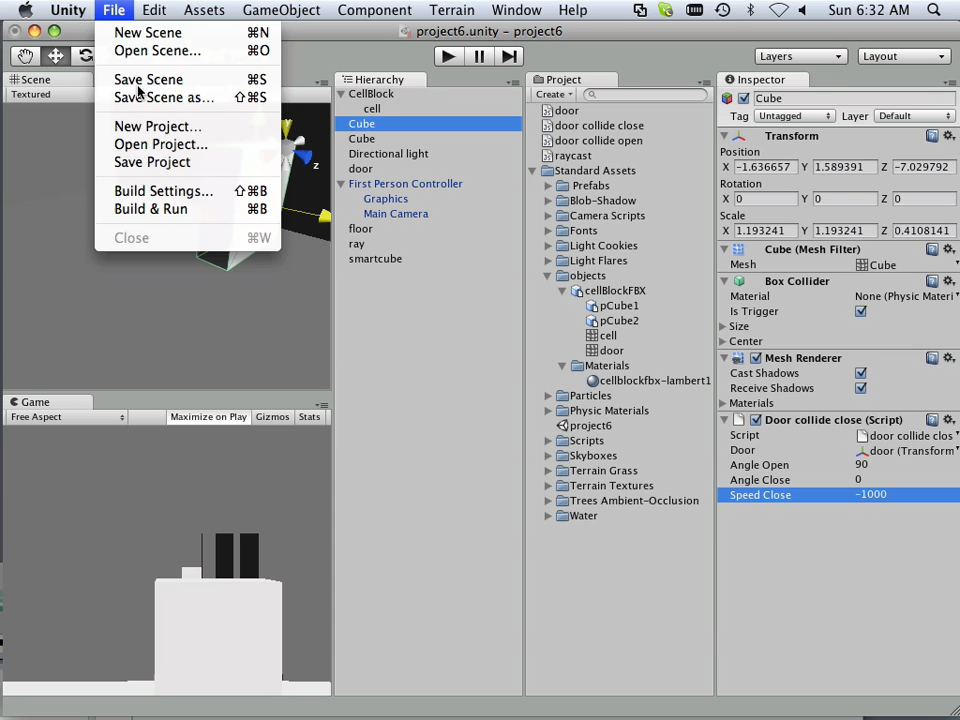 Unity File Edit Assets GameObject Component Terrain Window Help Sun 6:32 AM
project6.unity - project6
New Scene ⌘N
Open Scene... ⌘O
Save Scene ⌘S
Save Scene as... ⇧⌘S
New Project...
Open Project...
Save Project
Build Settings... ⇧⌘B
Build & Run ⌘B
Close ⌘W
Layers
Layout
Scene
Textured
z
Game
Free Aspect Maximize on Play Gizmos Stats
Hierarchy
CellBlock
cell
Cube
Cube
Directional light
door
First Person Controller
Graphics
Main Camera
floor
ray
smartcube
Project
Create
door
door collide close
door collide open
raycast
Standard Assets
Prefabs
Blob-Shadow
Camera Scripts
Fonts
Light Cookies
Light Flares
objects
cellBlockFBX
pCube1
pCube2
cell
door
Materials
cellblockfbx-lambert1
Particles
Physic Materials
project6
Scripts
Skyboxes
Terrain Grass
Terrain Textures
Trees Ambient-Occlusion
Water
Inspector
Cube
Tag Untagged Layer Default
Transform
Position
X -1.636657 Y 1.589391 Z -7.029792
Rotation
X 0 Y 0 Z 0
Scale
X 1.193241 Y 1.193241 Z 0.4108141
Cube (Mesh Filter)
Mesh Cube
Box Collider
Material None (Physic Materi
Is Trigger
Size
Center
Mesh Renderer
Cast Shadows
Receive Shadows
Materials
Door collide close (Script)
Script door collide clos
Door door (Transform
Angle Open 90
Angle Close 0
Speed Close -1000